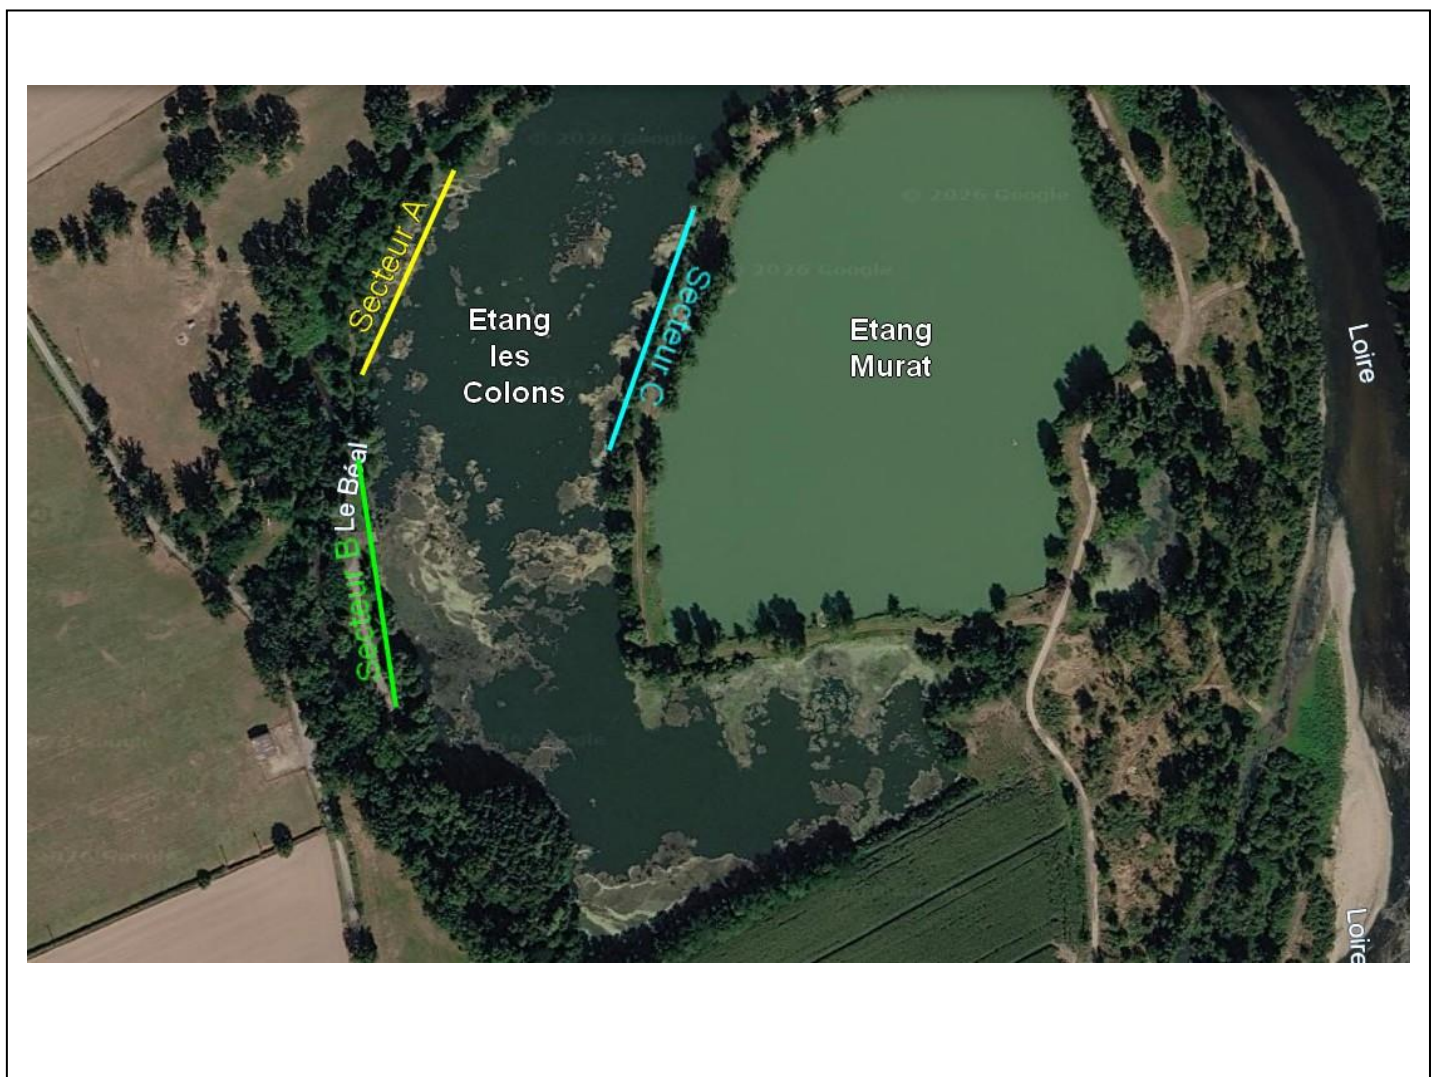 © 2026 Google
© 2026 Google
Secteur A
2026 Google
Secteur C
Etang
les
Colons
Etang
Murat
Loire
Le Béal
Secteur B
Loire